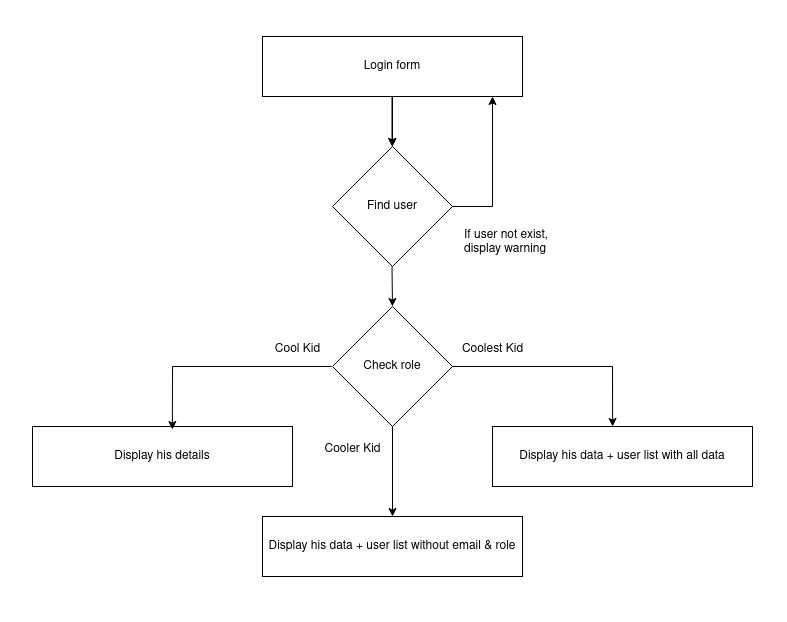 Login form
Find user
If user not exist,
display warning
Cool Kid
Coolest Kid
Check role
Cooler Kid
Display his details
Display his data + user list with all data
Display his data + user list without email & role